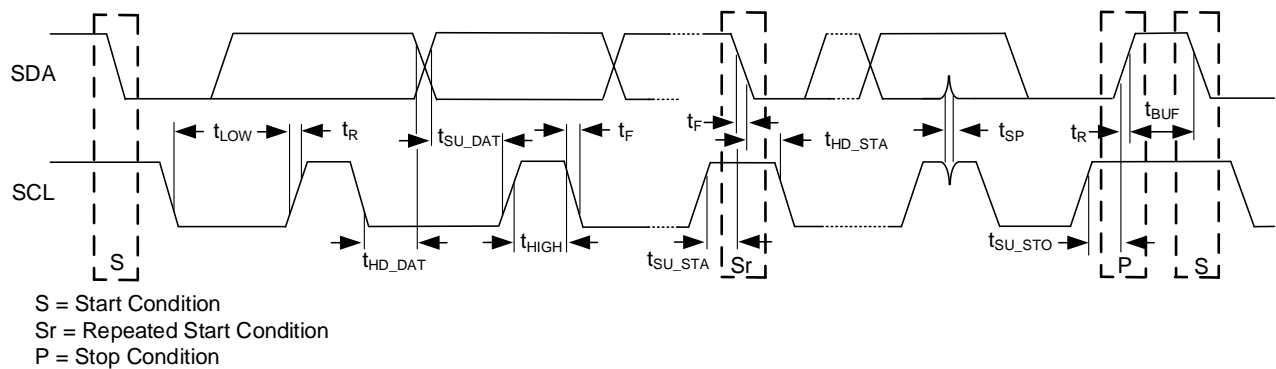 SDA
t_LOW
t_R
t_SU_DAT
t_F
t_F
t_HD_STA
t_SP
t_R
t_BUF
SCL
t_HD_DAT
t_HIGH
t_SU_STA
t_SU_STO
S
Sr
P
S
S = Start Condition
Sr = Repeated Start Condition
P = Stop Condition